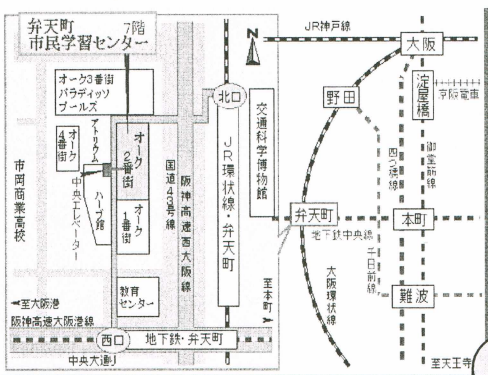 弁天町
市民学習センター
7階
オーク3番街
パラディッソ
プールズ
オーク
4番街
アトリウム
オーク
2番街
ハーブ館
中央エレベーター
オーク
1番街
教育
センター
市岡商業高校
国道43号線
阪神高速西大阪線
北口
JR環状線・弁天町
交通科学博物館
N
至大阪港
阪神高速大阪港線
西口
地下鉄・弁天町
中央大通り
至本町
JR神戸線
大阪
野田
淀屋橋
京阪電車
四つ橋線
御堂筋線
弁天町
地下鉄中央線
本町
千日前線
大阪環状線
難波
至天王寺